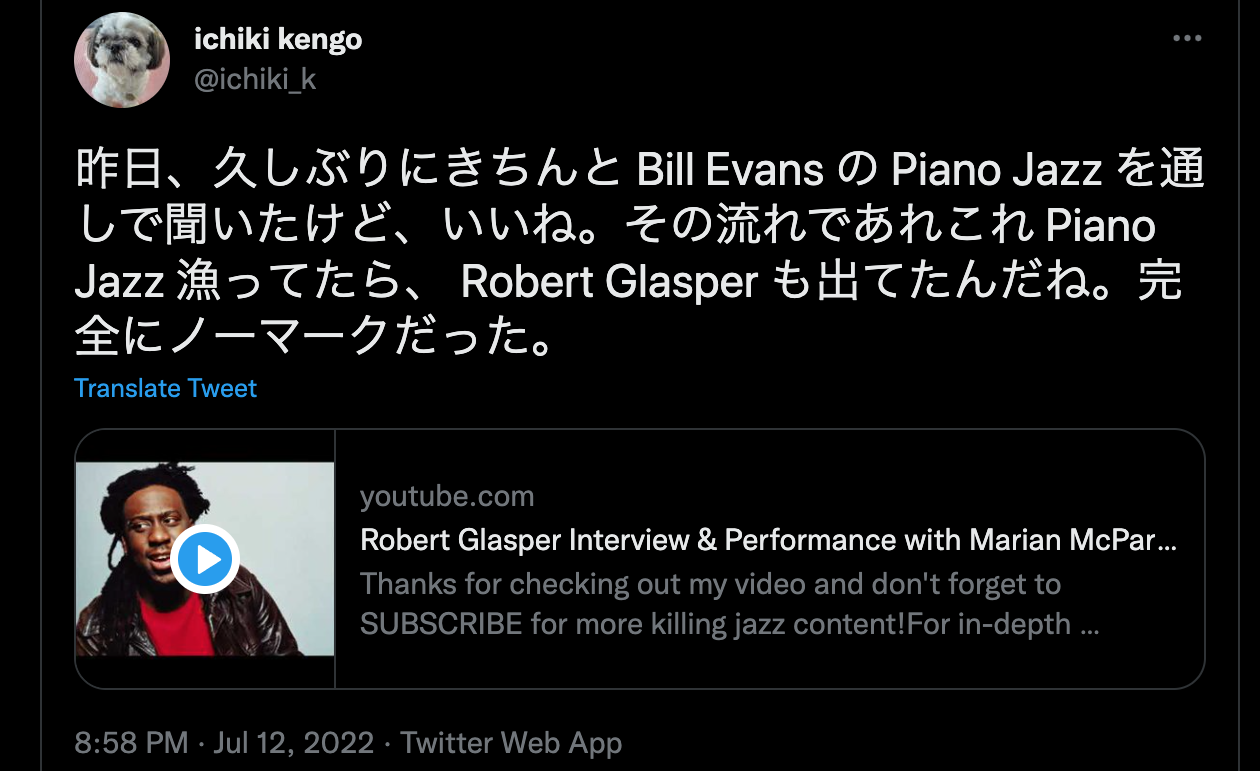 ichiki kengo
@ichiki_k
昨日、久しぶりにきちんと Bill Evans の Piano Jazz を通
しで聞いたけど、いいね。その流れであれこれ Piano
Jazz 漁ってたら、 Robert Glasper も出てたんだね。完
全にノーマークだった。
Translate Tweet
youtube.com
Robert Glasper Interview & Performance with Marian McPar...
Thanks for checking out my video and don't forget to
SUBSCRIBE for more killing jazz content!For in-depth ...
8:58 PM · Jul 12, 2022 · Twitter Web App